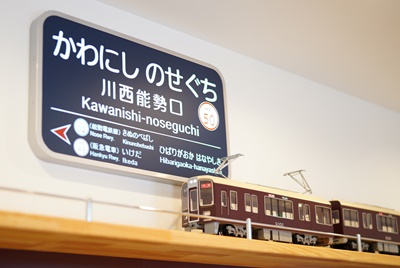 かわにし のせぐち
川西能勢口
Kawanishi-noseguchi
50
(能勢電車線) きぬのべばし
Nose Rwy. Kinunobebashi
(阪急電車) いけだ
Hankyu Rwy. Ikeda
ひばりがおか はなやしき
Hibarigaoka-hanayashiki